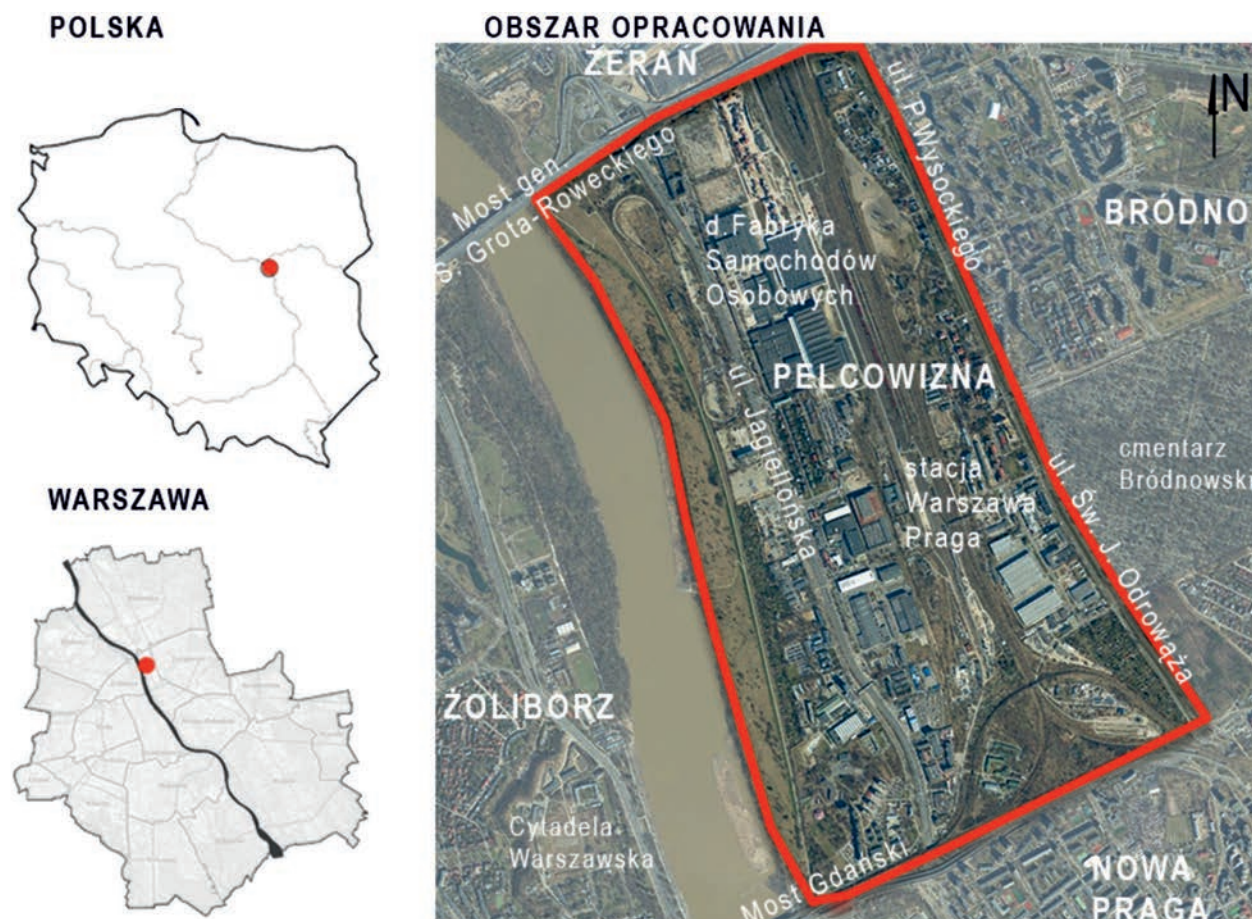 POLSKA
OBSZAR OPRACOWANIA
ŻERAŃ
ul. P.Wysockiego
N
Most gen.
S. Grota-Roweckiego
BRÓDNO
d.Fabryka
Samochodów
Osobowych
PELCOWIZNA
ul. Jagiellońska
cmentarz
Bródnowski
stacja
Warszawa
Praga
ul. Św. J. Odrowąża
WARSZAWA
ŻOLIBORZ
Cytadela
Warszawska
Most Gdański
NOWA
PRAGA